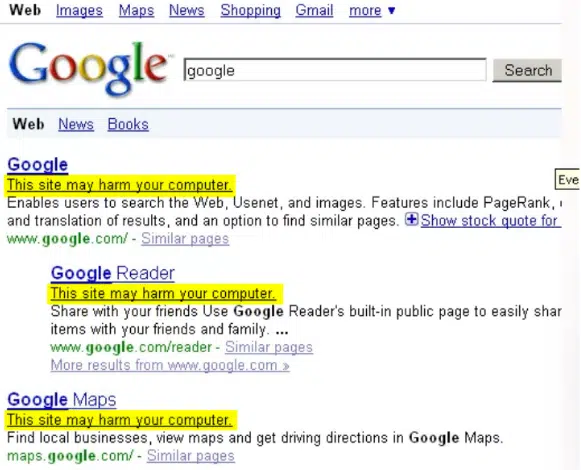 Web Images Maps News Shopping Gmail more ▼
Google™ google Search
Web News Books
Google
This site may harm your computer.
Eve
Enables users to search the Web, Usenet, and images. Features include PageRank,
and translation of results, and an option to find similar pages. Show stock quote for
www.google.com/ - Similar pages
Google Reader
This site may harm your computer.
Share with your friends Use Google Reader's built-in public page to easily shar
items with your friends and family. ...
www.google.com/reader - Similar pages
More results from www.google.com »
Google Maps
This site may harm your computer.
Find local businesses, view maps and get driving directions in Google Maps.
maps.google.com/ - Similar pages